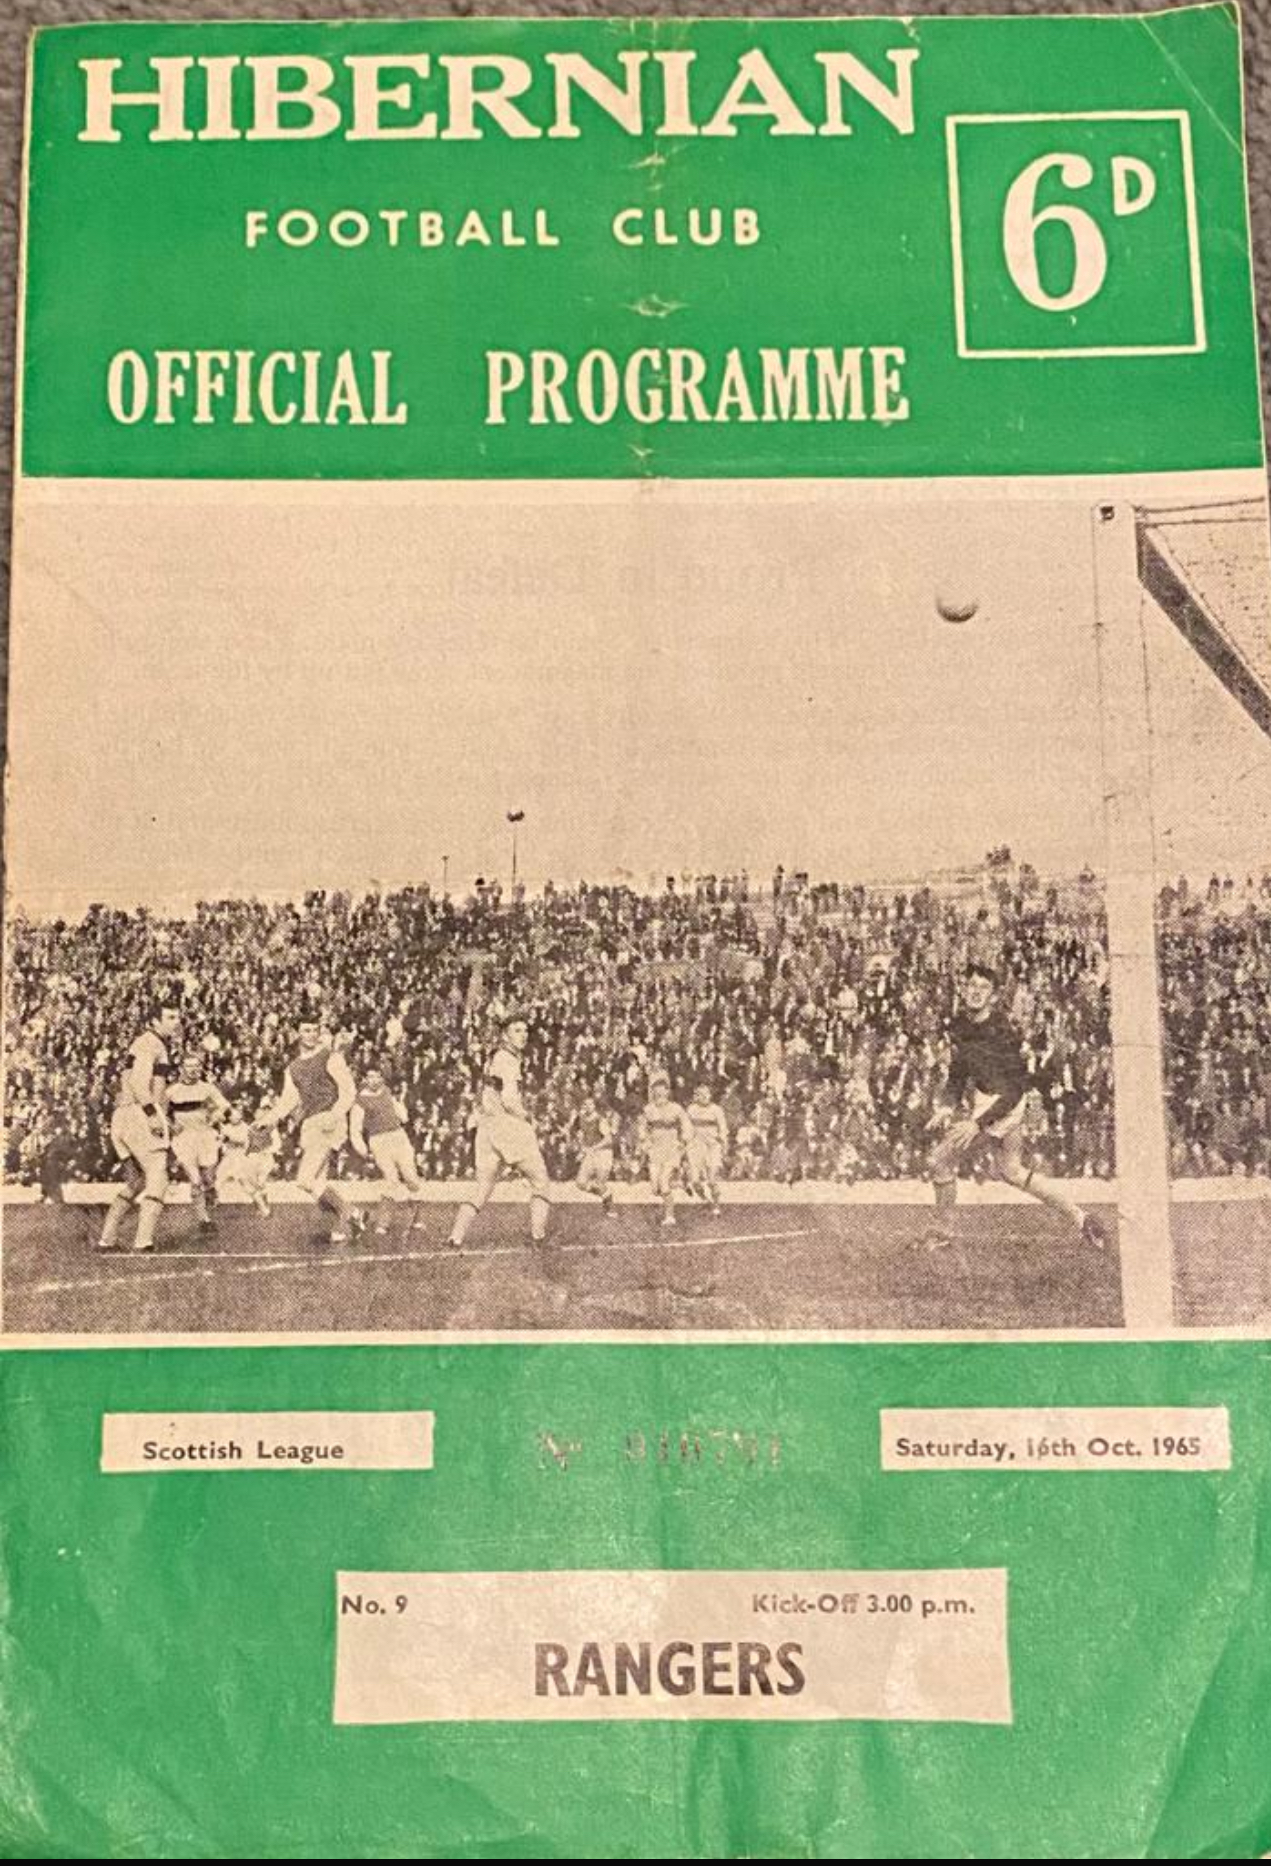 HIBERNIAN
FOOTBALL CLUB
6D
OFFICIAL PROGRAMME
Scottish League
Saturday, 16th Oct. 1965
No. 9
Kick-Off 3.00 p.m.
RANGERS